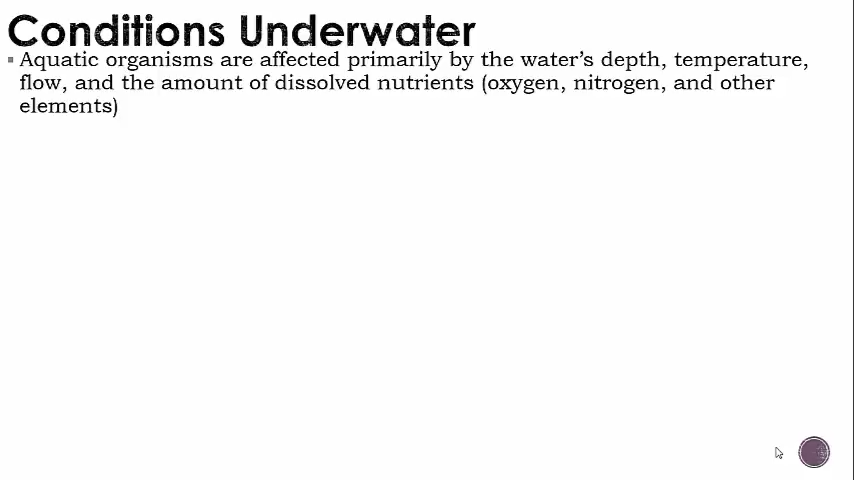 Conditions Underwater
▪ Aquatic organisms are affected primarily by the water’s depth, temperature,
flow, and the amount of dissolved nutrients (oxygen, nitrogen, and other
elements)